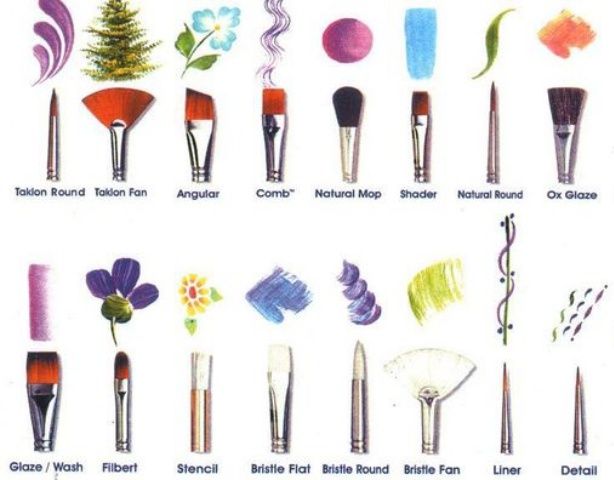 Taklon Round
Taklon Fan
Angular
Comb™
Natural Mop
Shader
Natural Round
Ox Glaze
Glaze / Wash
Filbert
Stencil
Bristle Flat
Bristle Round
Bristle Fan
Liner
Detail